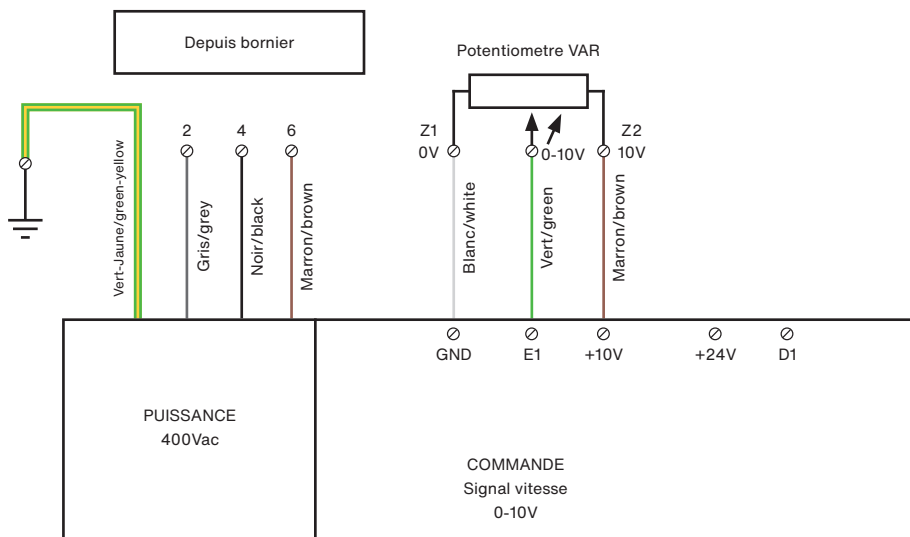 Depuis bornier
Potentiometre VAR
2
4
6
Z1
0V
0-10V
Z2
10V
Vert-Jaune/green-yellow
Gris/grey
Noir/black
Marron/brown
Blanc/white
Vert/green
Marron/brown
GND
E1
+10V
+24V
D1
PUISSANCE
400Vac
COMMANDE
Signal vitesse
0-10V